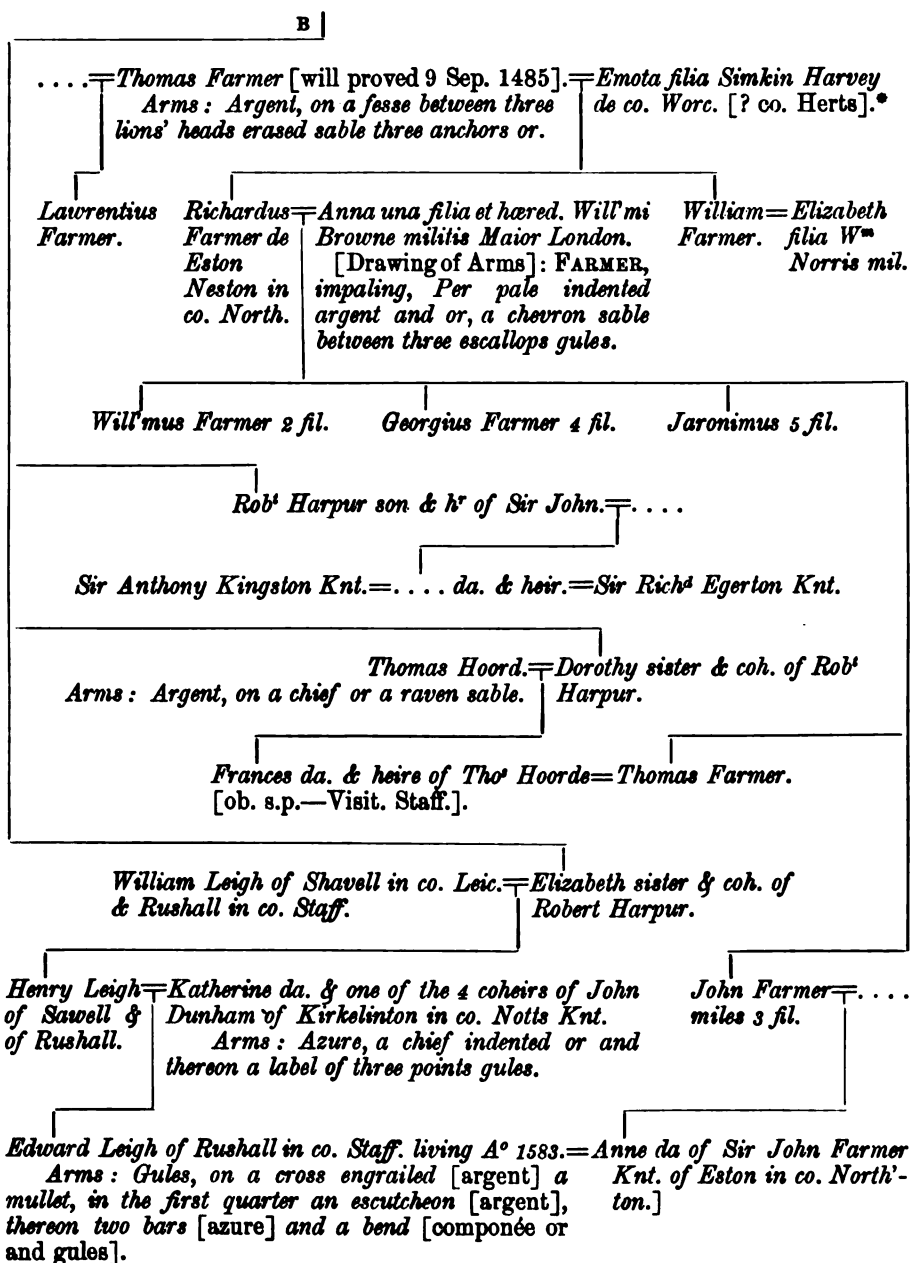 B
. . . .=Thomas Farmer [will proved 9 Sep. 1485].=Emota filia Simkin Harvey
Arms: Argent, on a fesse between three
lions' heads erased sable three anchors or.
de co. Worc. [? co. Herts].*
Lawrentius
Farmer.
Richardus=Anna una filia et hæred. Will'mi
Farmer de
Eston
Neston in
co. North.
Browne militis Maior London.
[Drawing of Arms]: FARMER,
impaling, Per pale indented
argent and or, a chevron sable
between three escallops gules.
William=Elizabeth
Farmer.
filia Wm
Norris mil.
Will'mus Farmer 2 fil.
Georgius Farmer 4 fil.
Jaronimus 5 fil.
Robt Harpur son & hr of Sir John.=. . . .
Sir Anthony Kingston Knt.=. . . . da. & heir.=Sir Richd Egerton Knt.
Thomas Hoord.=Dorothy sister & coh. of Robt
Arms: Argent, on a chief or a raven sable.
Harpur.
Frances da. & heire of Thos Hoorde=Thomas Farmer.
[ob. s.p.—Visit. Staff.].
William Leigh of Shavell in co. Leic.=Elizabeth sister & coh. of
& Rushall in co. Staff.
Robert Harpur.
Henry Leigh=Katherine da. & one of the 4 coheirs of John
of Sawell &
of Rushall.
Dunham of Kirkelinton in co. Notts Knt.
Arms: Azure, a chief indented or and
thereon a label of three points gules.
John Farmer=. . . .
miles 3 fil.
Edward Leigh of Rushall in co. Staff. living Ao 1583.=Anne da of Sir John Farmer
Arms: Gules, on a cross engrailed [argent] a
mullet, in the first quarter an escutcheon [argent],
thereon two bars [azure] and a bend [componée or
and gules].
Knt. of Eston in co. North'-
ton.]